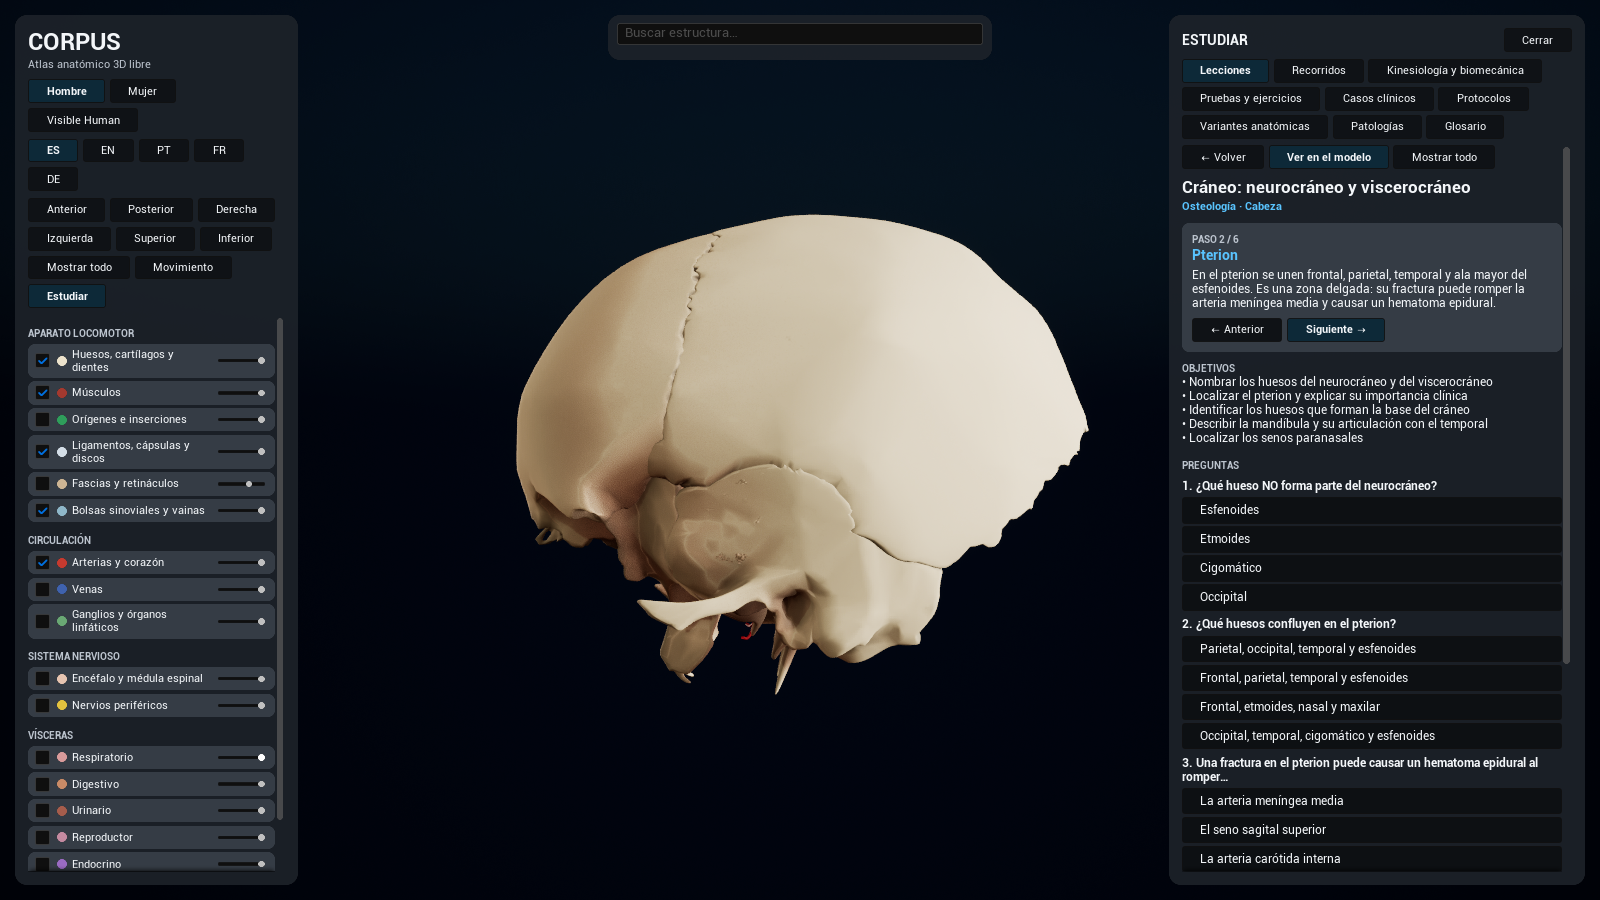 CORPUS
Atlas anatómico 3D libre
Hombre
Mujer
Visible Human
ES
EN
PT
FR
DE
Anterior
Posterior
Derecha
Izquierda
Superior
Inferior
Mostrar todo
Movimiento
Estudiar
APARATO LOCOMOTOR
Huesos, cartílagos y
dientes
Músculos
Orígenes e inserciones
Ligamentos, cápsulas y
discos
Fascias y retináculos
Bolsas sinoviales y vainas
CIRCULACIÓN
Arterias y corazón
Venas
Ganglios y órganos
linfáticos
SISTEMA NERVIOSO
Encéfalo y médula espinal
Nervios periféricos
VÍSCERAS
Respiratorio
Digestivo
Urinario
Reproductor
Endocrino
Buscar estructura...
ESTUDIAR
Cerrar
Lecciones
Recorridos
Kinesiología y biomecánica
Pruebas y ejercicios
Casos clínicos
Protocolos
Variantes anatómicas
Patologías
Glosario
← Volver
Ver en el modelo
Mostrar todo
Cráneo: neurocráneo y viscerocráneo
Osteología · Cabeza
PASO 2 / 6
Pterion
En el pterion se unen frontal, parietal, temporal y ala mayor del
esfenoides. Es una zona delgada: su fractura puede romper la
arteria meníngea media y causar un hematoma epidural.
← Anterior
Siguiente →
OBJETIVOS
• Nombrar los huesos del neurocráneo y del viscerocráneo
• Localizar el pterion y explicar su importancia clínica
• Identificar los huesos que forman la base del cráneo
• Describir la mandíbula y su articulación con el temporal
• Localizar los senos paranasales
PREGUNTAS
1. ¿Qué hueso NO forma parte del neurocráneo?
Esfenoides
Etmoides
Cigomático
Occipital
2. ¿Qué huesos confluyen en el pterion?
Parietal, occipital, temporal y esfenoides
Frontal, parietal, temporal y esfenoides
Frontal, etmoides, nasal y maxilar
Occipital, temporal, cigomático y esfenoides
3. Una fractura en el pterion puede causar un hematoma epidural al
romper...
La arteria meníngea media
El seno sagital superior
La arteria carótida interna